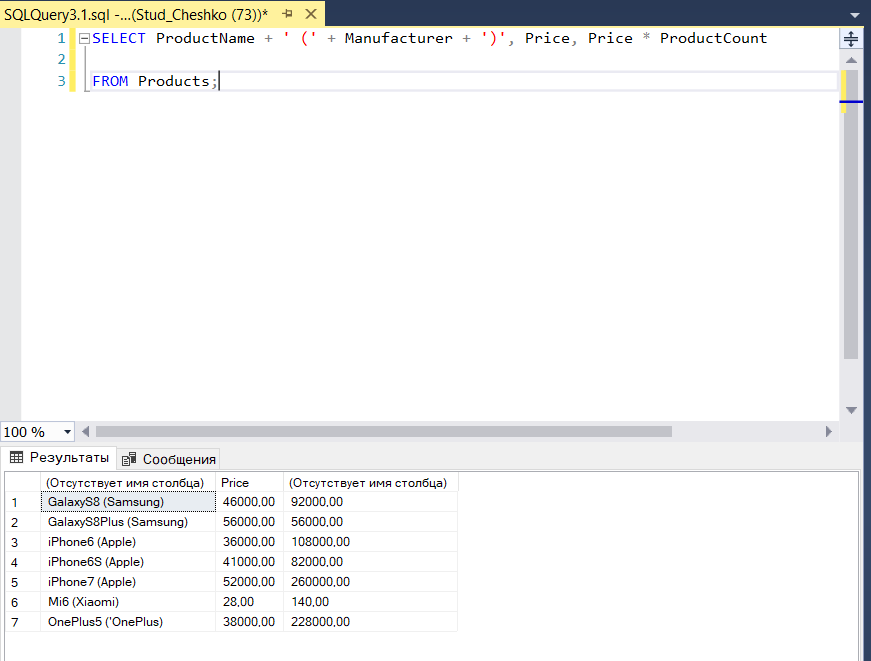 SQLQuery3.1.sql -...(Stud_Cheshko (73))*
1 SELECT ProductName + ' (' + Manufacturer + ')', Price, Price * ProductCount
2
3 FROM Products;
100 %
Результаты Сообщения
(Отсутствует имя столбца) Price (Отсутствует имя столбца)
1 GalaxyS8 (Samsung) 46000,00 92000,00
2 GalaxyS8Plus (Samsung) 56000,00 56000,00
3 iPhone6 (Apple) 36000,00 108000,00
4 iPhone6S (Apple) 41000,00 82000,00
5 iPhone7 (Apple) 52000,00 260000,00
6 Mi6 (Xiaomi) 28,00 140,00
7 OnePlus5 ('OnePlus) 38000,00 228000,00